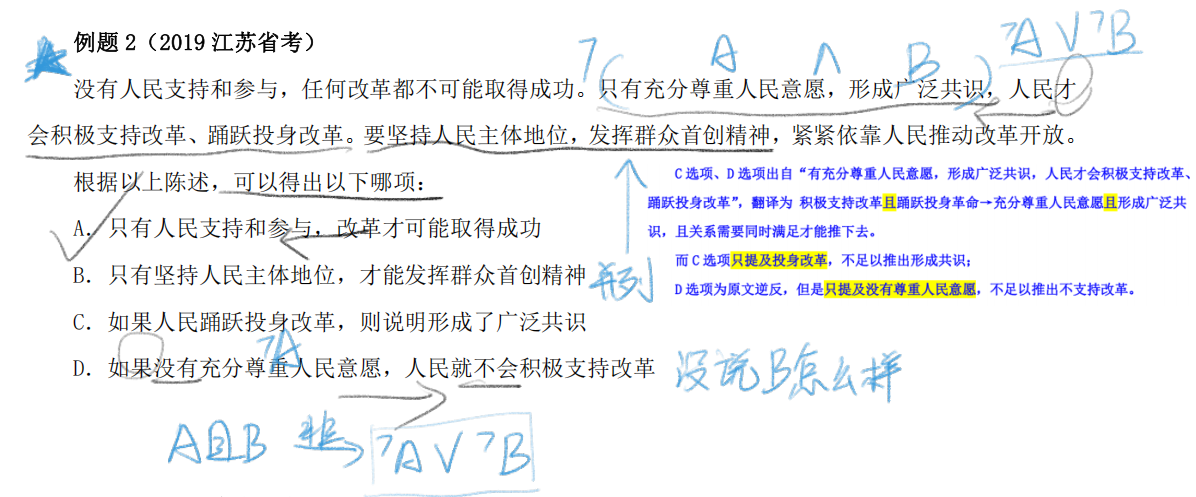 例题 2（2019 江苏省考）
¬( A ∧ B ) ¬A∨¬B
没有人民支持和参与，任何改革都不可能取得成功。只有充分尊重人民意愿，形成广泛共识，人民才
会积极支持改革、踊跃投身改革。要坚持人民主体地位，发挥群众首创精神，紧紧依靠人民推动改革开放。
根据以上陈述，可以得出以下哪项：
A．只有人民支持和参与，改革才可能取得成功
B．只有坚持人民主体地位，才能发挥群众首创精神
并列
C．如果人民踊跃投身改革，则说明形成了广泛共识
¬A
D．如果没有充分尊重人民意愿，人民就不会积极支持改革
没说B怎么样
A且B 推 ¬A∨¬B
C 选项、D 选项出自“有充分尊重人民意愿，形成广泛共识，人民才会积极支持改革、
踊跃投身改革”，翻译为 积极支持改革且踊跃投身革命→充分尊重人民意愿且形成广泛共
识，且关系需要同时满足才能推下去。
而 C 选项只提及投身改革，不足以推出形成共识；
D 选项为原文逆反，但是只提及没有尊重人民意愿，不足以推出不支持改革。